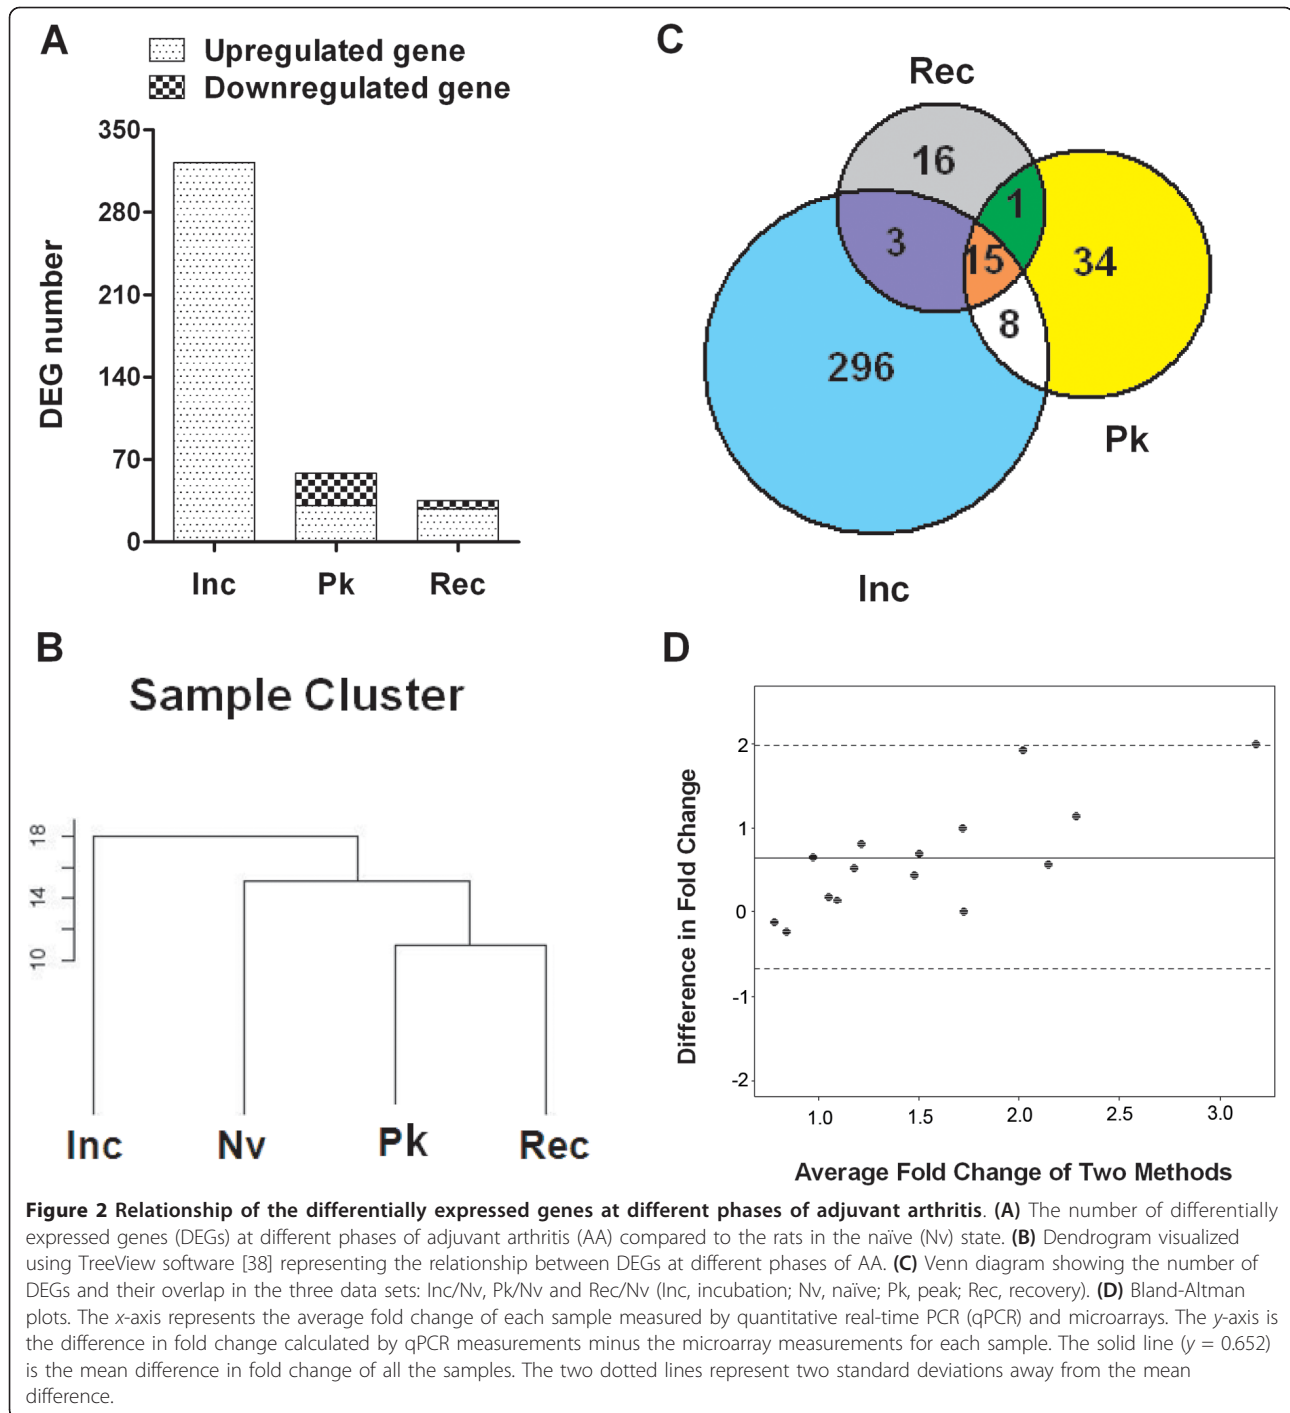 A
Upregulated gene
Downregulated gene
350
280
210
140
70
0
DEG number
Inc
Pk
Rec
C
Rec
16
1
3
15
34
8
296
Pk
Inc
B
Sample Cluster
18
14
10
Inc
Nv
Pk
Rec
D
2
1
0
-1
-2
Difference in Fold Change
1.0
1.5
2.0
2.5
3.0
Average Fold Change of Two Methods
Figure 2 Relationship of the differentially expressed genes at different phases of adjuvant arthritis. (A) The number of differentially
expressed genes (DEGs) at different phases of adjuvant arthritis (AA) compared to the rats in the naïve (Nv) state. (B) Dendrogram visualized
using TreeView software [38] representing the relationship between DEGs at different phases of AA. (C) Venn diagram showing the number of
DEGs and their overlap in the three data sets: Inc/Nv, Pk/Nv and Rec/Nv (Inc, incubation; Nv, naïve; Pk, peak; Rec, recovery). (D) Bland-Altman
plots. The x-axis represents the average fold change of each sample measured by quantitative real-time PCR (qPCR) and microarrays. The y-axis is
the difference in fold change calculated by qPCR measurements minus the microarray measurements for each sample. The solid line (y = 0.652)
is the mean difference in fold change of all the samples. The two dotted lines represent two standard deviations away from the mean
difference.